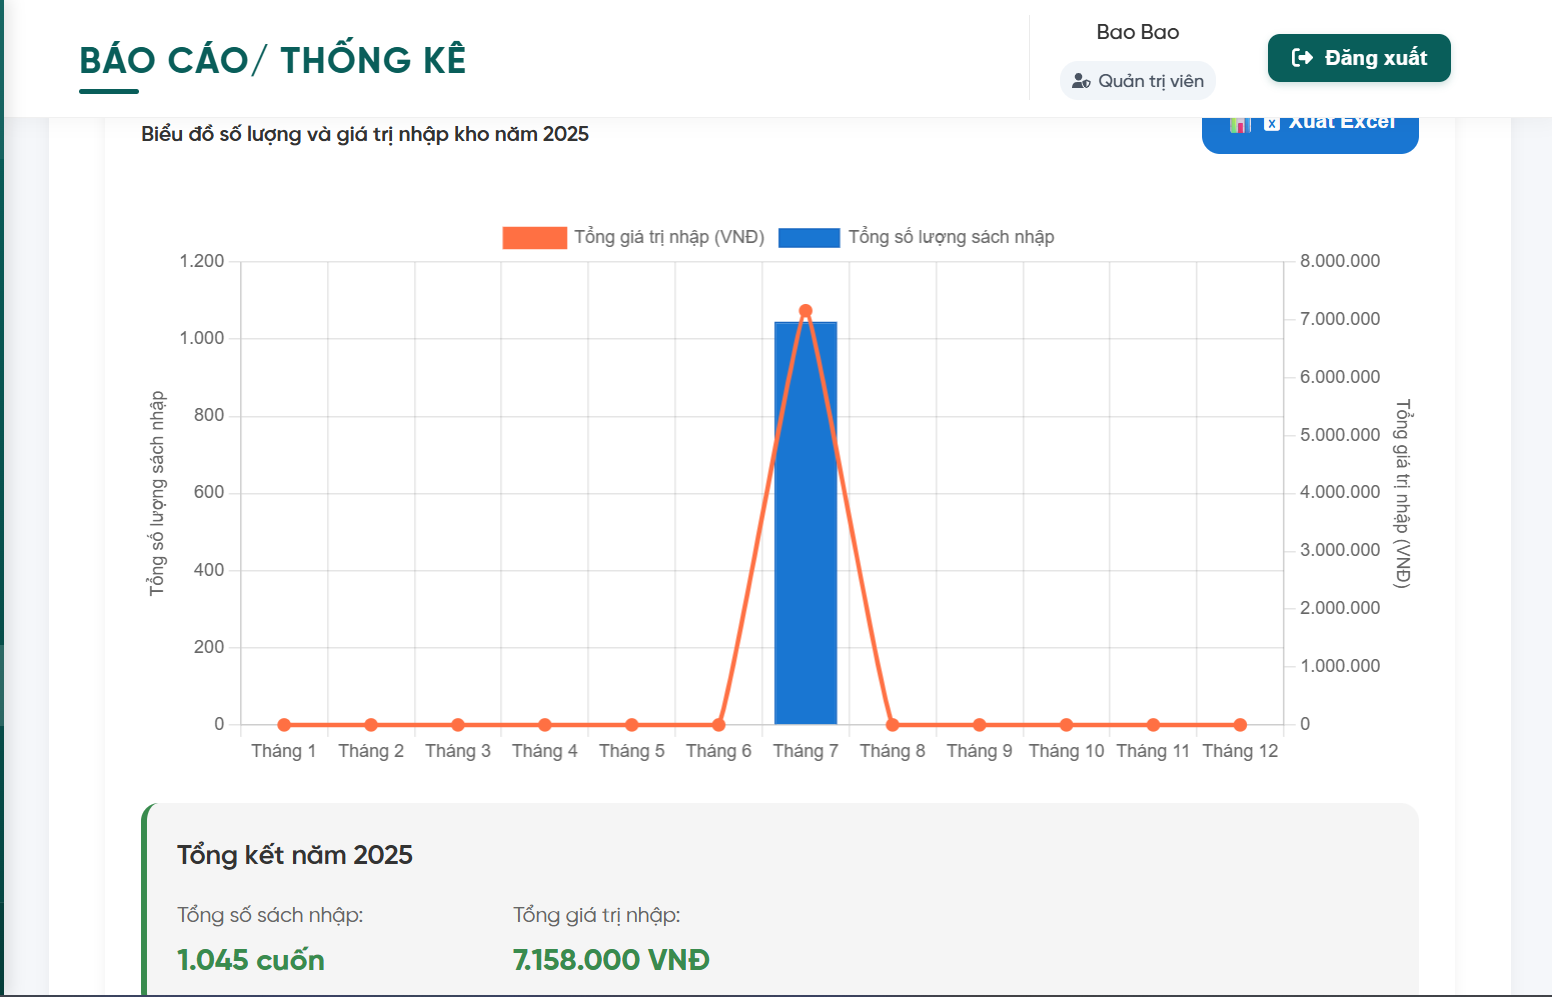 BÁO CÁO/ THỐNG KÊ
Bao Bao
Quản trị viên
Đăng xuất
Biểu đồ số lượng và giá trị nhập kho năm 2025
Xuất Excel
Tổng giá trị nhập (VNĐ)
Tổng số lượng sách nhập
1.200
1.000
800
600
400
200
0
Tổng số lượng sách nhập
8.000.000
7.000.000
6.000.000
5.000.000
4.000.000
3.000.000
2.000.000
1.000.000
0
Tổng giá trị nhập (VNĐ)
Tháng 1 Tháng 2 Tháng 3 Tháng 4 Tháng 5 Tháng 6 Tháng 7 Tháng 8 Tháng 9 Tháng 10 Tháng 11 Tháng 12
Tổng kết năm 2025
Tổng số sách nhập:
1.045 cuốn
Tổng giá trị nhập:
7.158.000 VNĐ